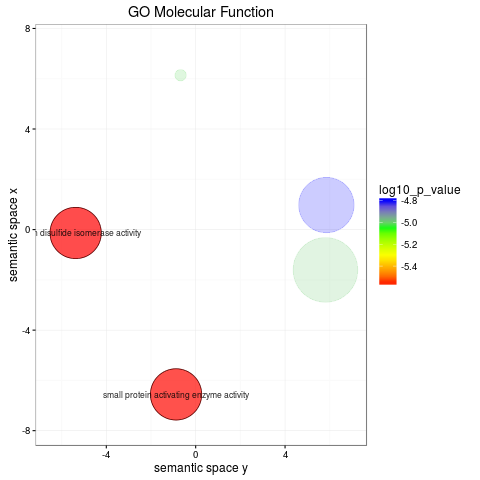 GO Molecular Function
8
4
0
-4
-8
semantic space x
disulfide isomerase activity
small protein activating enzyme activity
-4
0
4
semantic space y
log10_p_value
-4.8
-5.0
-5.2
-5.4